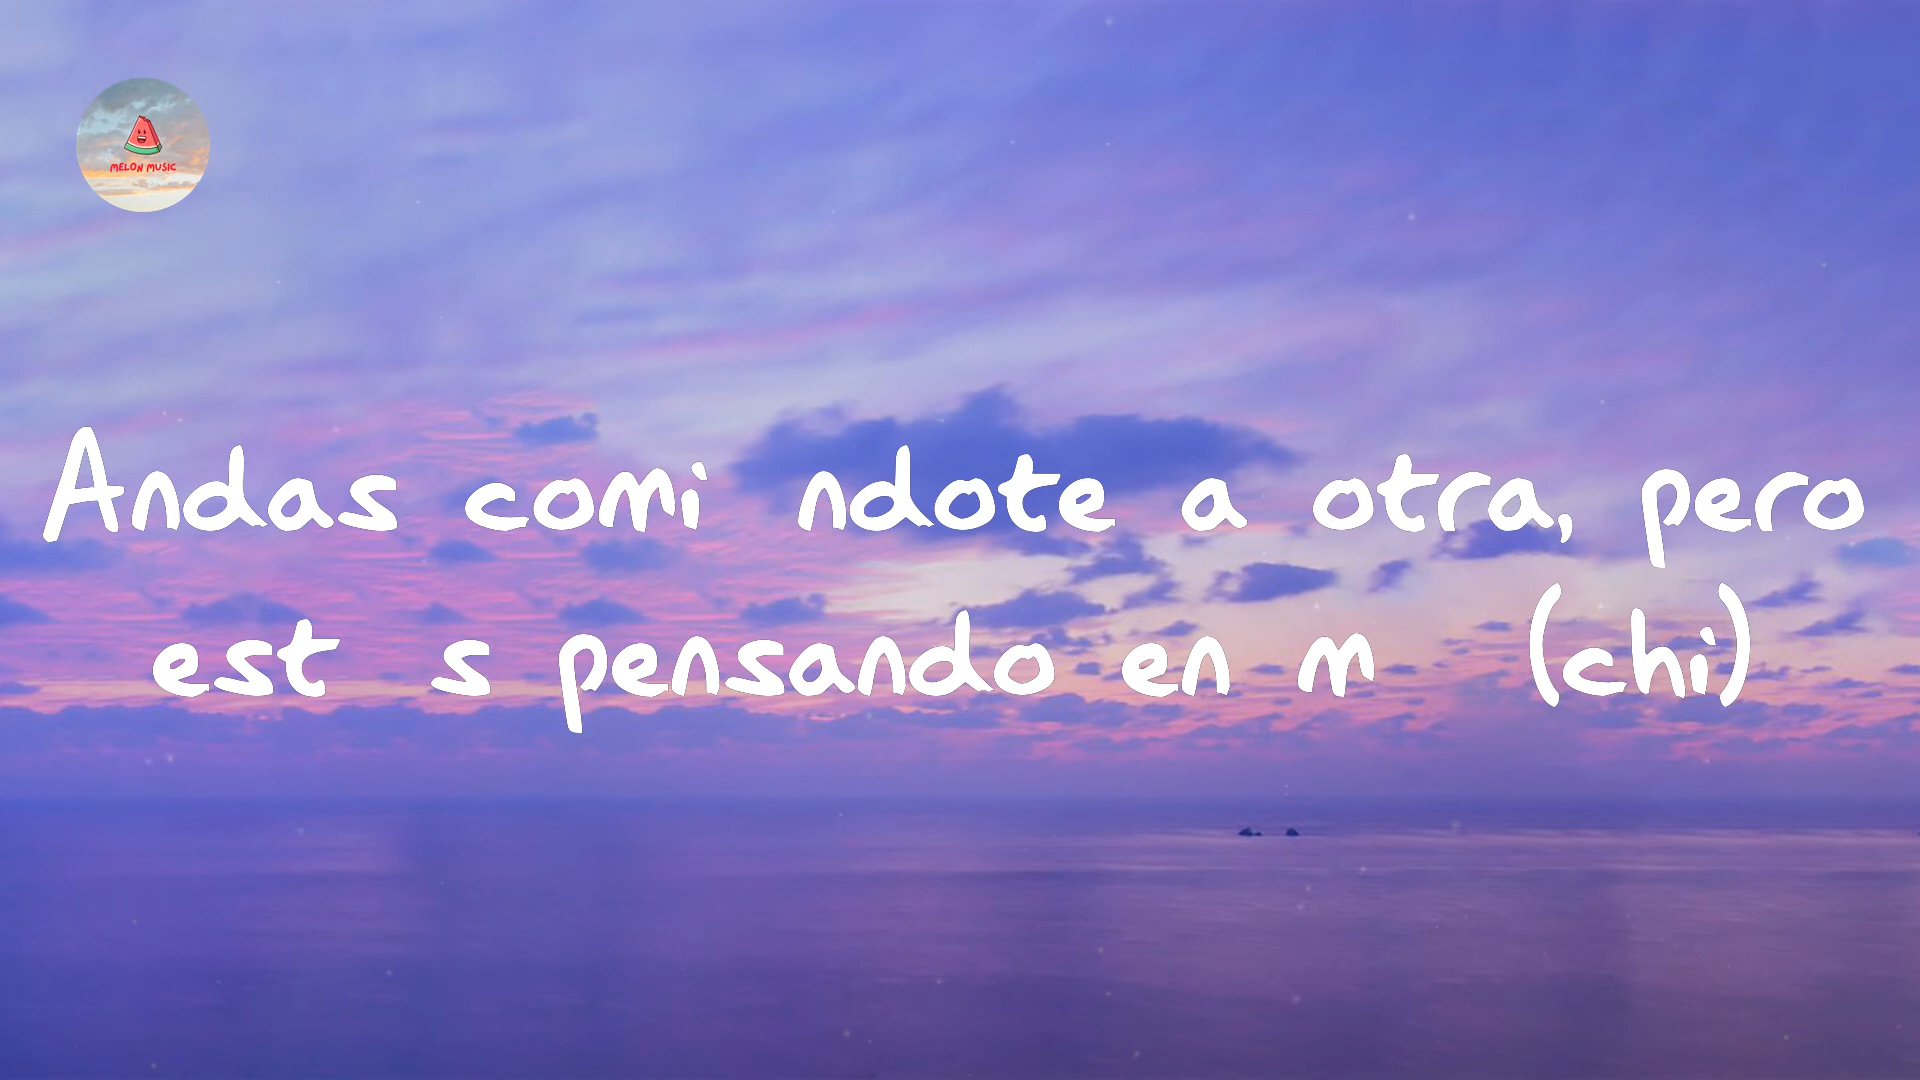 MELON MUSIC
Andas comi ndote a otra, pero
est s pensando en m (chi)